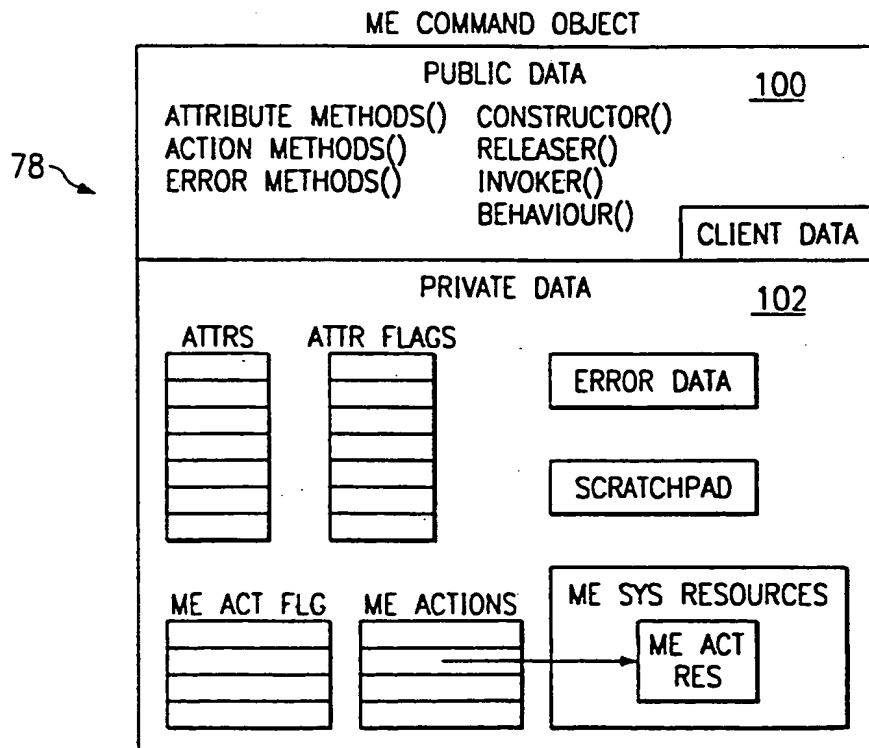 ME COMMAND OBJECT
PUBLIC DATA
100
ATTRIBUTE METHODS() CONSTRUCTOR()
ACTION METHODS() RELEASER()
ERROR METHODS() INVOKER()
BEHAVIOUR()
78
CLIENT DATA
PRIVATE DATA
102
ATTRS ATTR FLAGS
ERROR DATA
SCRATCHPAD
ME ACT FLG ME ACTIONS
ME SYS RESOURCES
ME ACT
RES